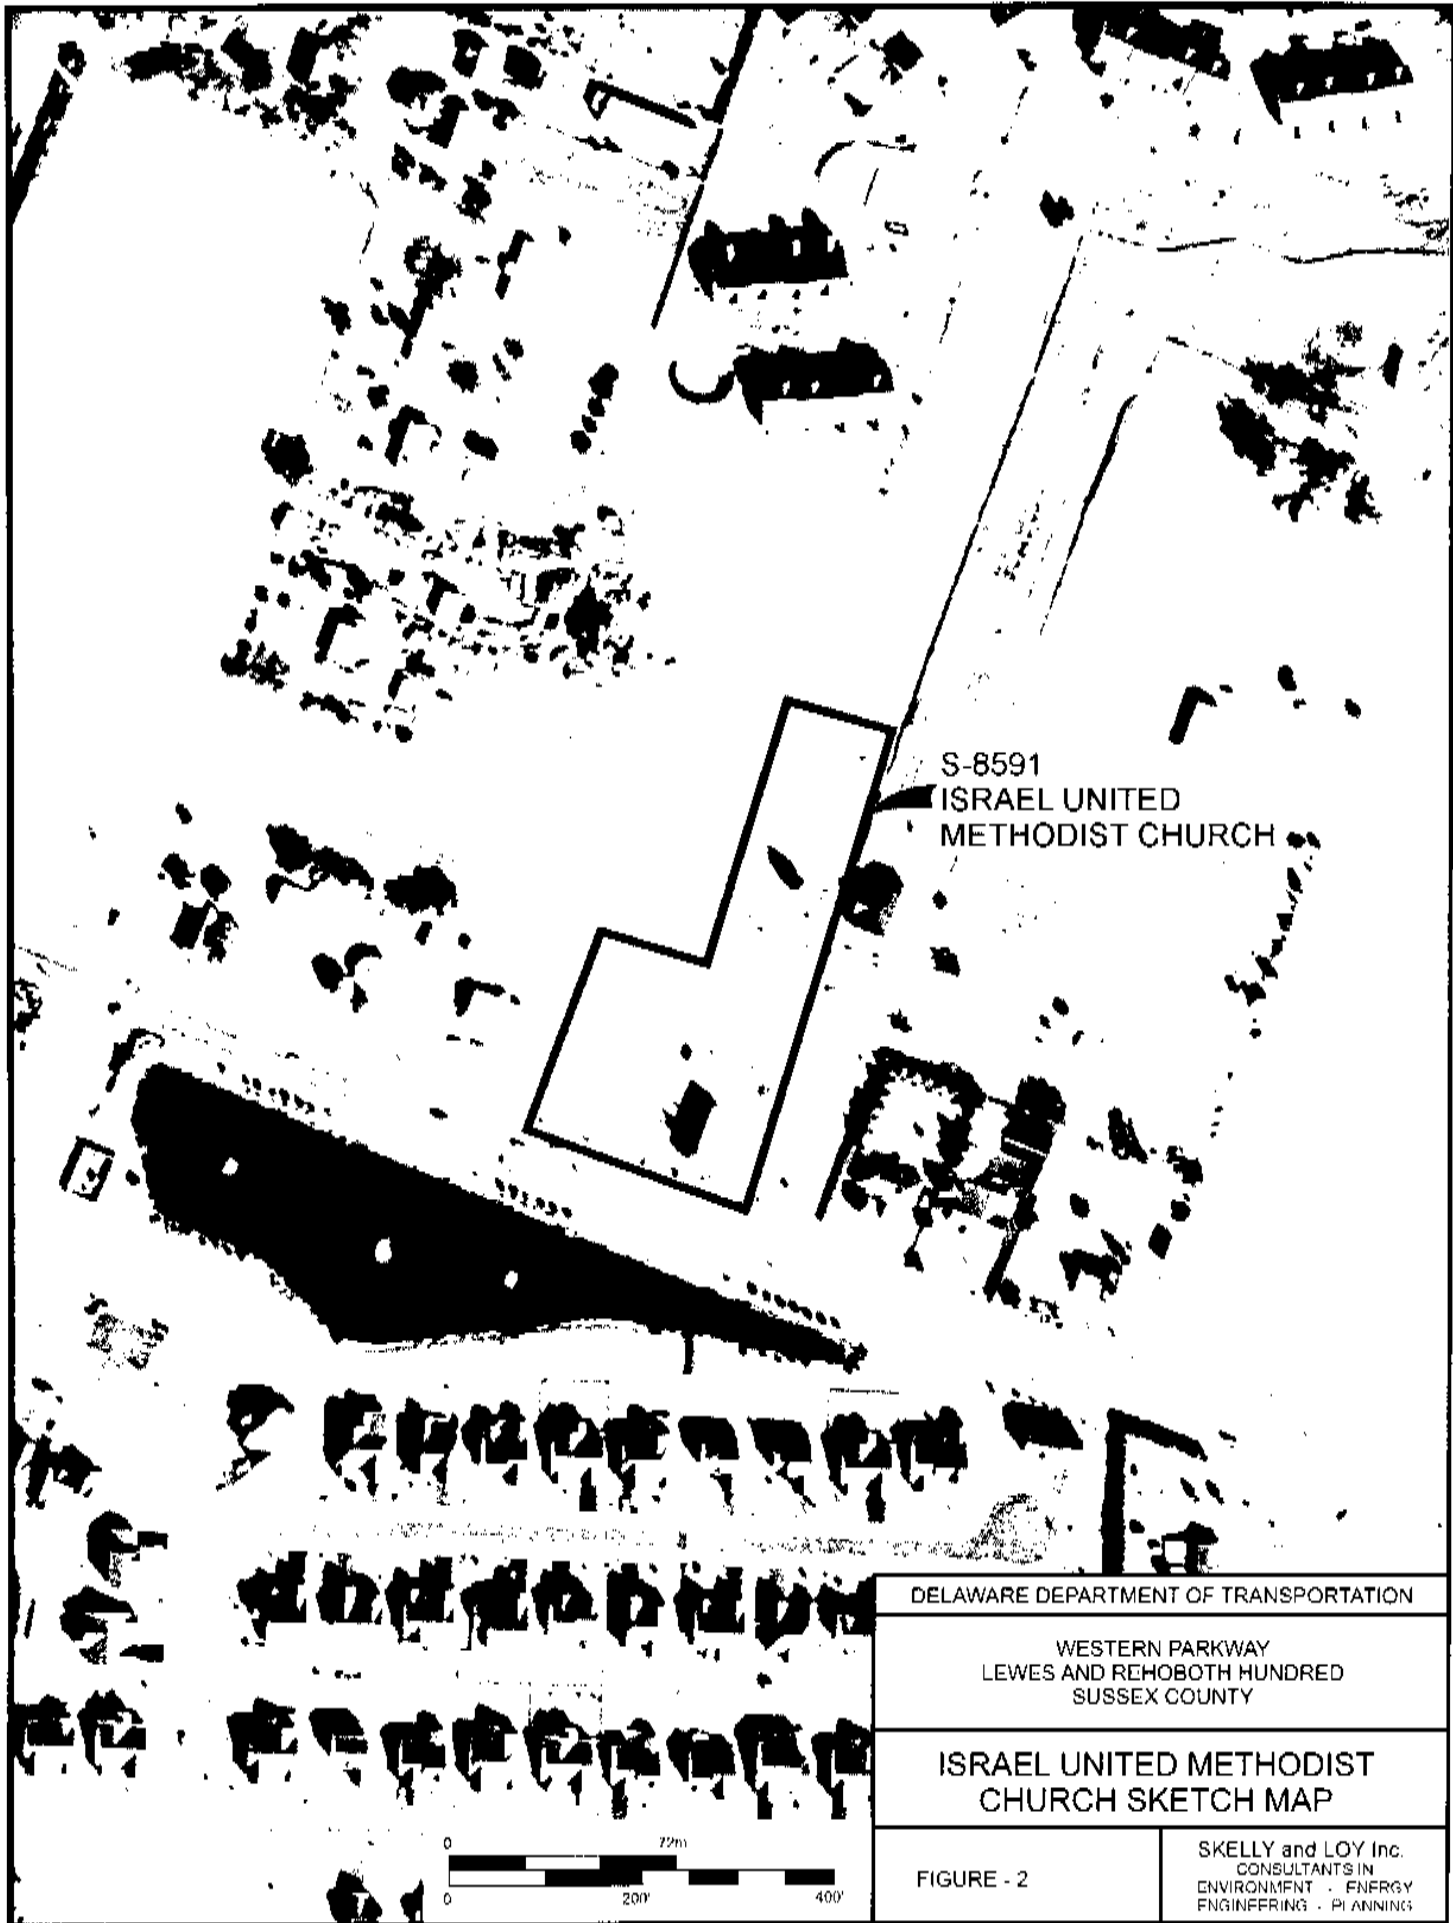 S-8591
ISRAEL UNITED
METHODIST CHURCH
DELAWARE DEPARTMENT OF TRANSPORTATION
WESTERN PARKWAY
LEWES AND REHOBOTH HUNDRED
SUSSEX COUNTY
ISRAEL UNITED METHODIST
CHURCH SKETCH MAP
0 72m
0 200' 400'
FIGURE - 2
SKELLY and LOY Inc.
CONSULTANTS IN
ENVIRONMENT - ENERGY
ENGINEERING - PLANNING